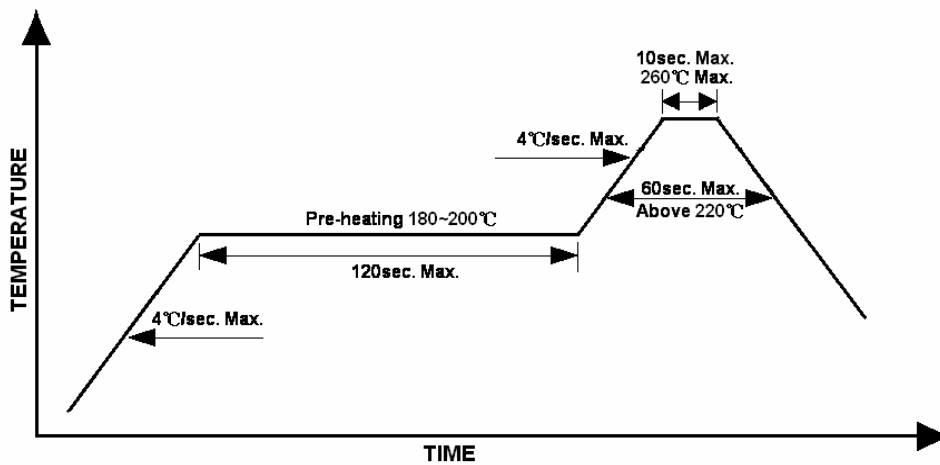 10sec. Max.
260℃ Max.
4℃/sec. Max.
60sec. Max.
Above 220℃
Pre-heating 180~200℃
120sec. Max.
4℃/sec. Max.
TEMPERATURE
TIME